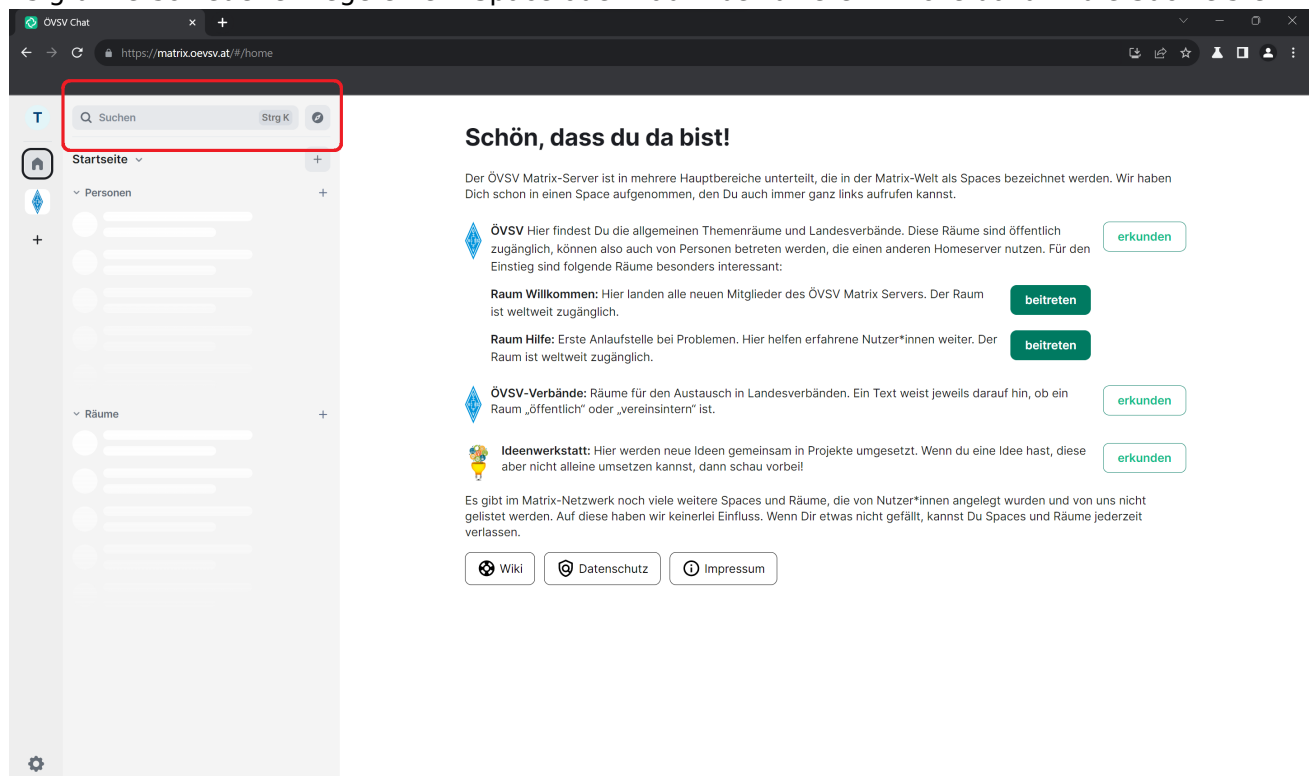 ÖVSV Chat
https://matrix.oevsv.at/#/home
T
Suchen Strg K
Startseite
Personen
Räume
Schön, dass du da bist!
Der ÖVSV Matrix-Server ist in mehrere Hauptbereiche unterteilt, die in der Matrix-Welt als Spaces bezeichnet werden. Wir haben
Dich schon in einen Space aufgenommen, den Du auch immer ganz links aufrufen kannst.
ÖVSV Hier findest Du die allgemeinen Themenräume und Landesverbände. Diese Räume sind öffentlich
zugänglich, können also auch von Personen betreten werden, die einen anderen Homeserver nutzen. Für den
Einstieg sind folgende Räume besonders interessant:
erkunden
Raum Willkommen: Hier landen alle neuen Mitglieder des ÖVSV Matrix Servers. Der Raum
ist weltweit zugänglich.
beitreten
Raum Hilfe: Erste Anlaufstelle bei Problemen. Hier helfen erfahrene Nutzer*innen weiter. Der
Raum ist weltweit zugänglich.
beitreten
ÖVSV-Verbände: Räume für den Austausch in Landesverbänden. Ein Text weist jeweils darauf hin, ob ein
Raum „öffentlich“ oder „vereinsintern“ ist.
erkunden
Ideenwerkstatt: Hier werden neue Ideen gemeinsam in Projekte umgesetzt. Wenn du eine Idee hast, diese
aber nicht alleine umsetzen kannst, dann schau vorbei!
erkunden
Es gibt im Matrix-Netzwerk noch viele weitere Spaces und Räume, die von Nutzer*innen angelegt wurden und von uns nicht
gelistet werden. Auf diese haben wir keinerlei Einfluss. Wenn Dir etwas nicht gefällt, kannst Du Spaces und Räume jederzeit
verlassen.
Wiki
Datenschutz
Impressum